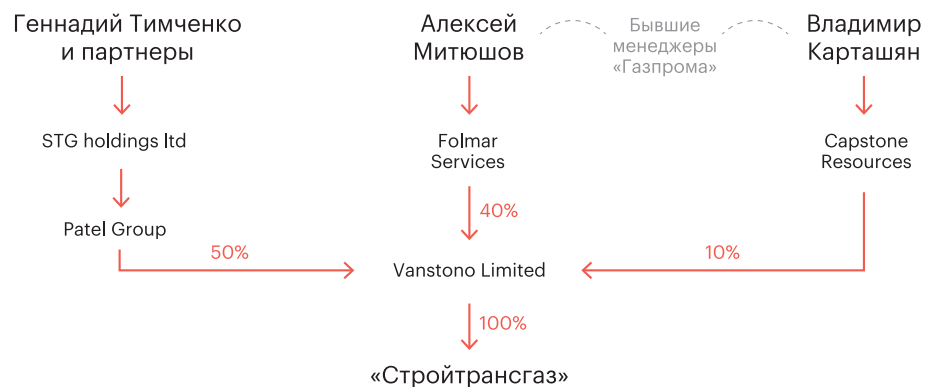 Геннадий Тимченко
и партнеры
Алексей
Митюшов
Бывшие
менеджеры
«Газпрома»
Владимир
Карташян
STG holdings ltd
Folmar
Services
Capstone
Resources
Patel Group
40%
50%
10%
Vanstono Limited
100%
«Стройтрансгаз»